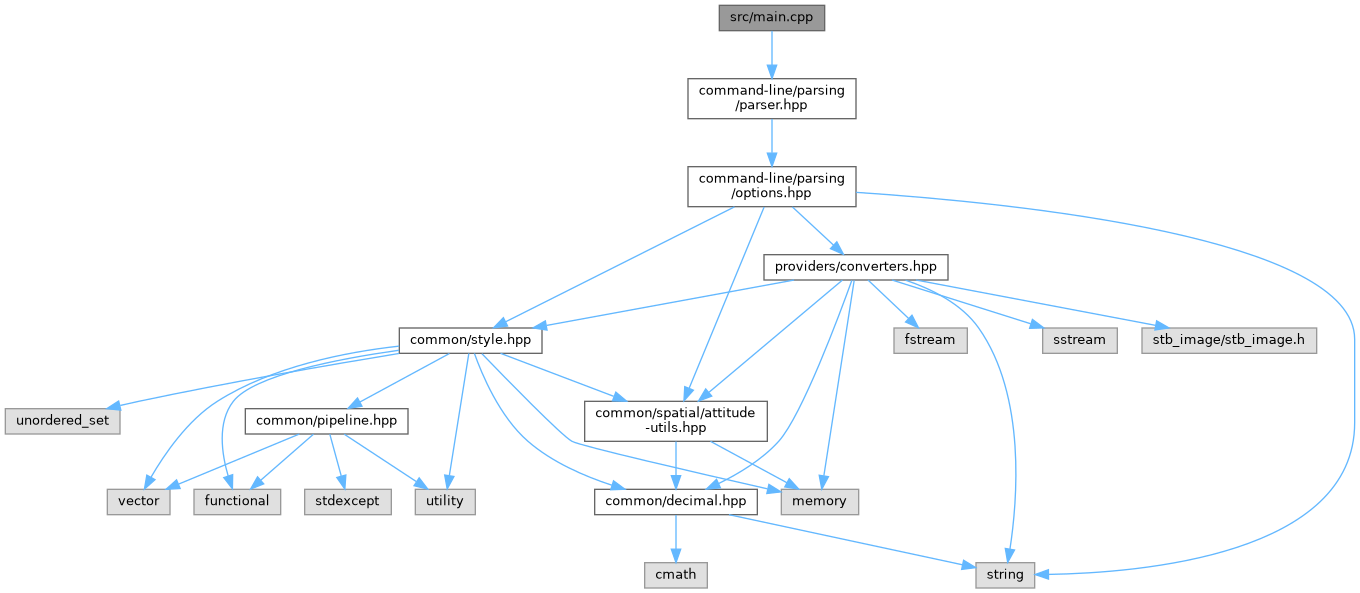 src/main.cpp
command-line/parsing
/parser.hpp
command-line/parsing
/options.hpp
providers/converters.hpp
common/style.hpp
fstream
sstream
stb_image/stb_image.h
unordered_set
common/pipeline.hpp
common/spatial/attitude
-utils.hpp
vector
functional
stdexcept
utility
common/decimal.hpp
memory
cmath
string